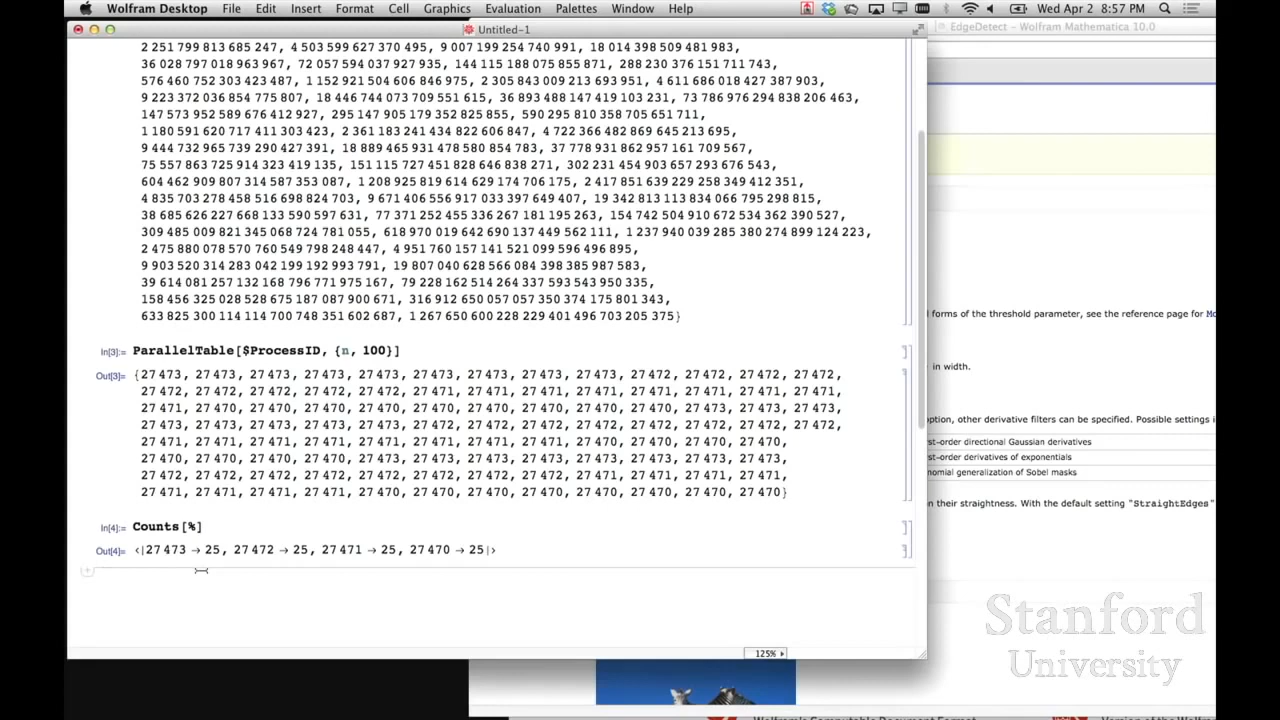 Wolfram Desktop File Edit Insert Format Cell Graphics Evaluation Palettes Window Help Wed Apr 2 8:57 PM
Untitled-1
EdgeDetect - Wolfram Mathematica 10.0
2 251 799 813 685 247, 4 503 599 627 370 495, 9 007 199 254 740 991, 18 014 398 509 481 983,
36 028 797 018 963 967, 72 057 594 037 927 935, 144 115 188 075 855 871, 288 230 376 151 711 743,
576 460 752 303 423 487, 1 152 921 504 606 846 975, 2 305 843 009 213 693 951, 4 611 686 018 427 387 903,
9 223 372 036 854 775 807, 18 446 744 073 709 551 615, 36 893 488 147 419 103 231, 73 786 976 294 838 206 463,
147 573 952 589 676 412 927, 295 147 905 179 352 825 855, 590 295 810 358 705 651 711,
1 180 591 620 717 411 303 423, 2 361 183 241 434 822 606 847, 4 722 366 482 869 645 213 695,
9 444 732 965 739 290 427 391, 18 889 465 931 478 580 854 783, 37 778 931 862 957 161 709 567,
75 557 863 725 914 323 419 135, 151 115 727 451 828 646 838 271, 302 231 454 903 657 293 676 543,
604 462 909 807 314 587 353 087, 1 208 925 819 614 629 174 706 175, 2 417 851 639 229 258 349 412 351,
4 835 703 278 458 516 698 824 703, 9 671 406 556 917 033 397 649 407, 19 342 813 113 834 066 795 298 815,
38 685 626 227 668 133 590 597 631, 77 371 252 455 336 267 181 195 263, 154 742 504 910 672 534 362 390 527,
309 485 009 821 345 068 724 781 055, 618 970 019 642 690 137 449 562 111, 1 237 940 039 285 380 274 899 124 223,
2 475 880 078 570 760 549 798 248 447, 4 951 760 157 141 521 099 596 496 895,
9 903 520 314 283 042 199 192 993 791, 19 807 040 628 566 084 398 385 987 583,
39 614 081 257 132 168 796 771 975 167, 79 228 162 514 264 337 593 543 950 335,
158 456 325 028 528 675 187 087 900 671, 316 912 650 057 057 350 374 175 801 343,
633 825 300 114 114 700 748 351 602 687, 1 267 650 600 228 229 401 496 703 205 375}
In[3]:= ParallelTable[$ProcessID, {n, 100}]
Out[3]= {27 473, 27 473, 27 473, 27 473, 27 473, 27 473, 27 473, 27 473, 27 473, 27 472, 27 472, 27 472, 27 472,
27 472, 27 472, 27 472, 27 472, 27 472, 27 471, 27 471, 27 471, 27 471, 27 471, 27 471, 27 471, 27 471,
27 471, 27 470, 27 470, 27 470, 27 470, 27 470, 27 470, 27 470, 27 470, 27 470, 27 473, 27 473, 27 473,
27 473, 27 473, 27 473, 27 473, 27 473, 27 472, 27 472, 27 472, 27 472, 27 472, 27 472, 27 472, 27 472,
27 471, 27 471, 27 471, 27 471, 27 471, 27 471, 27 471, 27 471, 27 470, 27 470, 27 470, 27 470,
27 470, 27 470, 27 470, 27 470, 27 473, 27 473, 27 473, 27 473, 27 473, 27 473, 27 473, 27 473,
27 472, 27 472, 27 472, 27 472, 27 472, 27 472, 27 472, 27 472, 27 471, 27 471, 27 471, 27 471,
27 471, 27 471, 27 471, 27 471, 27 470, 27 470, 27 470, 27 470, 27 470, 27 470, 27 470, 27 470}
In[4]:= Counts[%]
Out[4]= <|27 473 → 25, 27 472 → 25, 27 471 → 25, 27 470 → 25|>
125%
forms of the threshold parameter, see the reference page for
in width.
other derivative filters can be specified. Possible settings
rst-order directional Gaussian derivatives
rst-order derivatives of exponentials
nomial generalization of Sobel masks
n their straightness. With the default setting "StraightEdges"
Stanford
University